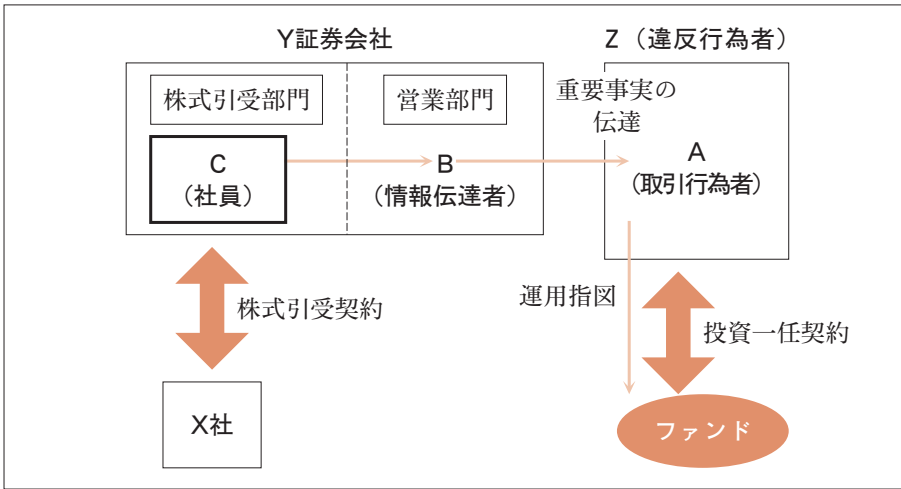 Y証券会社
Z（違反行為者）
株式引受部門
営業部門
重要事実の
伝達
C
（社員）
B
（情報伝達者）
A
（取引行為者）
株式引受契約
運用指図
投資一任契約
X社
ファンド